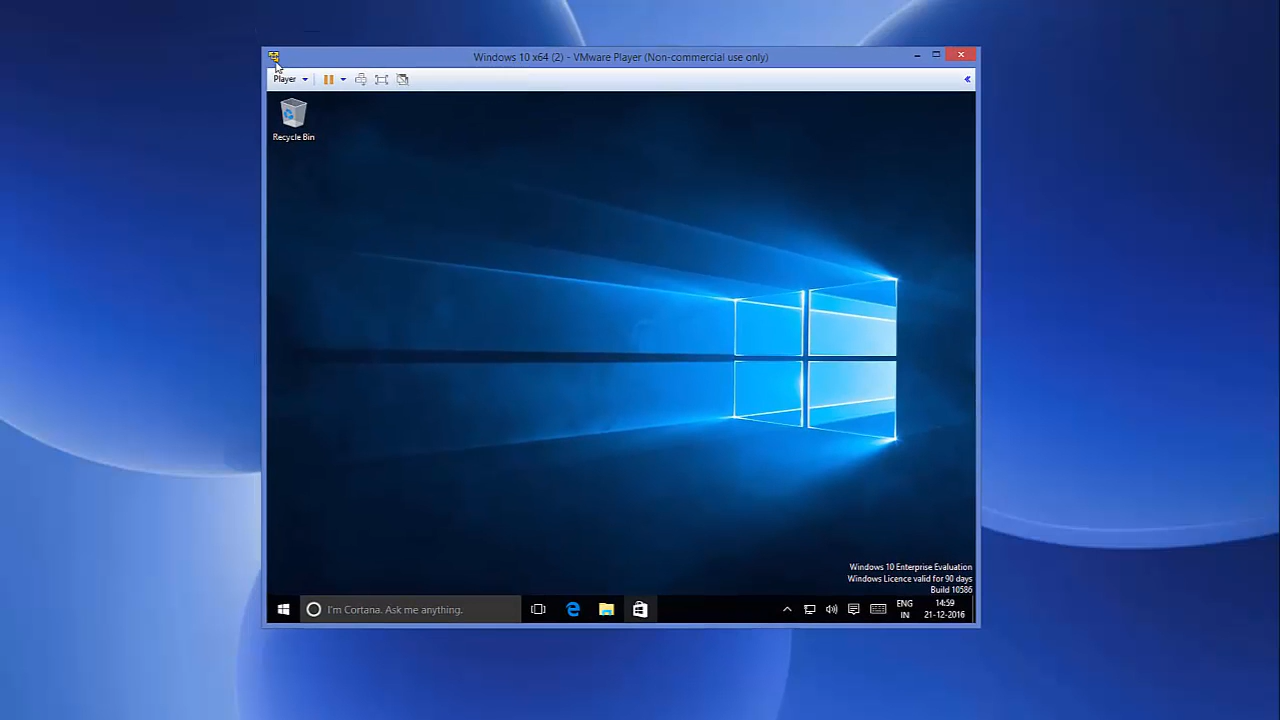 Windows 10 x64 (2) - VMware Player (Non-commercial use only)
Player
Recycle Bin
Windows 10 Enterprise Evaluation
Windows Licence valid for 90 days
Build 10586
I'm Cortana. Ask me anything.
ENG 14:59
IN 21-12-2016